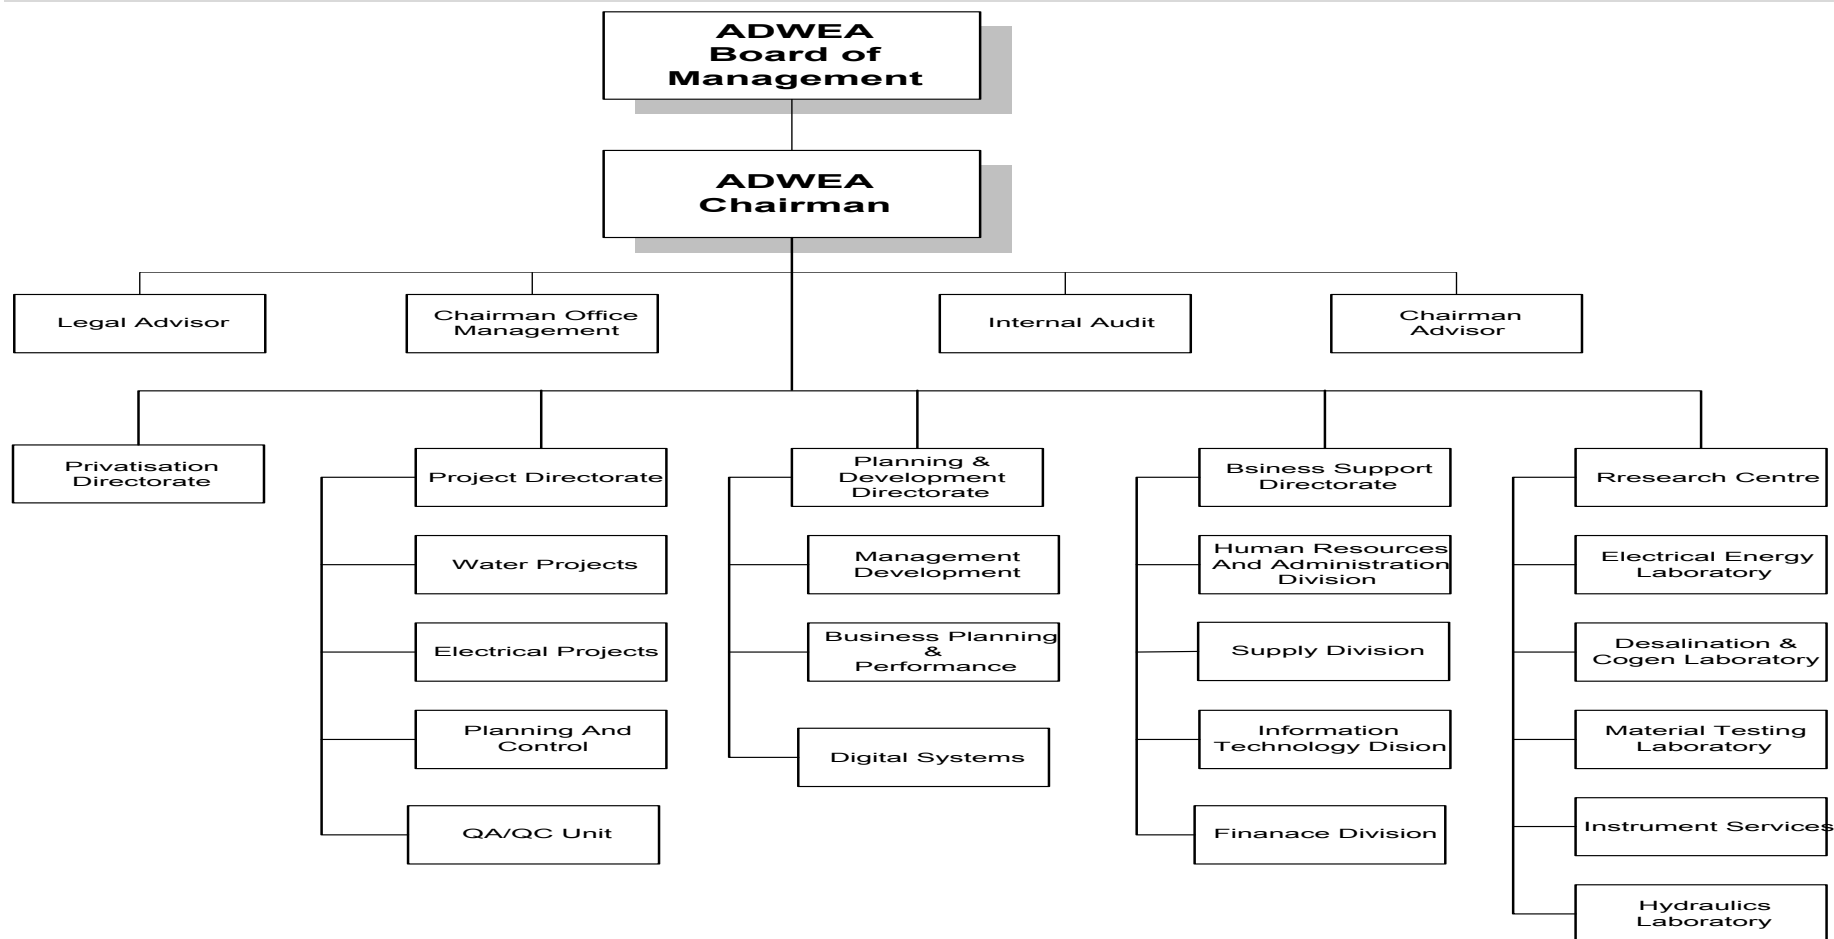 ADWEA
Board of
Management
ADWEA
Chairman
Legal Advisor
Chairman Office
Management
Internal Audit
Chairman
Advisor
Privatisation
Directorate
Project Directorate
Water Projects
Electrical Projects
Planning And
Control
QA/QC Unit
Planning &
Development
Directorate
Management
Development
Business Planning
&
Performance
Digital Systems
Bsiness Support
Directorate
Human Resources
And Administration
Division
Supply Division
Information
Technology Dision
Finanace Division
Rresearch Centre
Electrical Energy
Laboratory
Desalination &
Cogen Laboratory
Material Testing
Laboratory
Instrument Services
Hydraulics
Laboratory